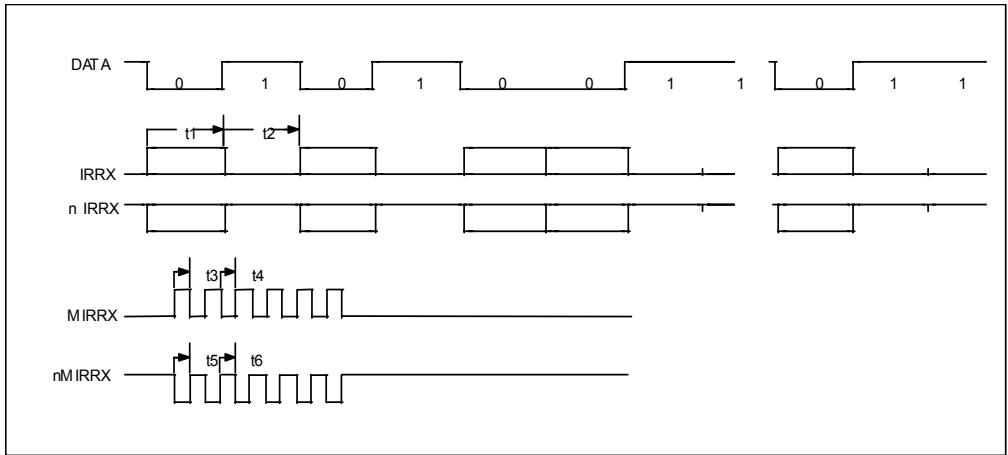 DATA
0 1 0 1 0 0 1 1 0 1 1
t1 t2
IRRX
n IRRX
t3 t4
MIRRX
t5 t6
nMIRRX